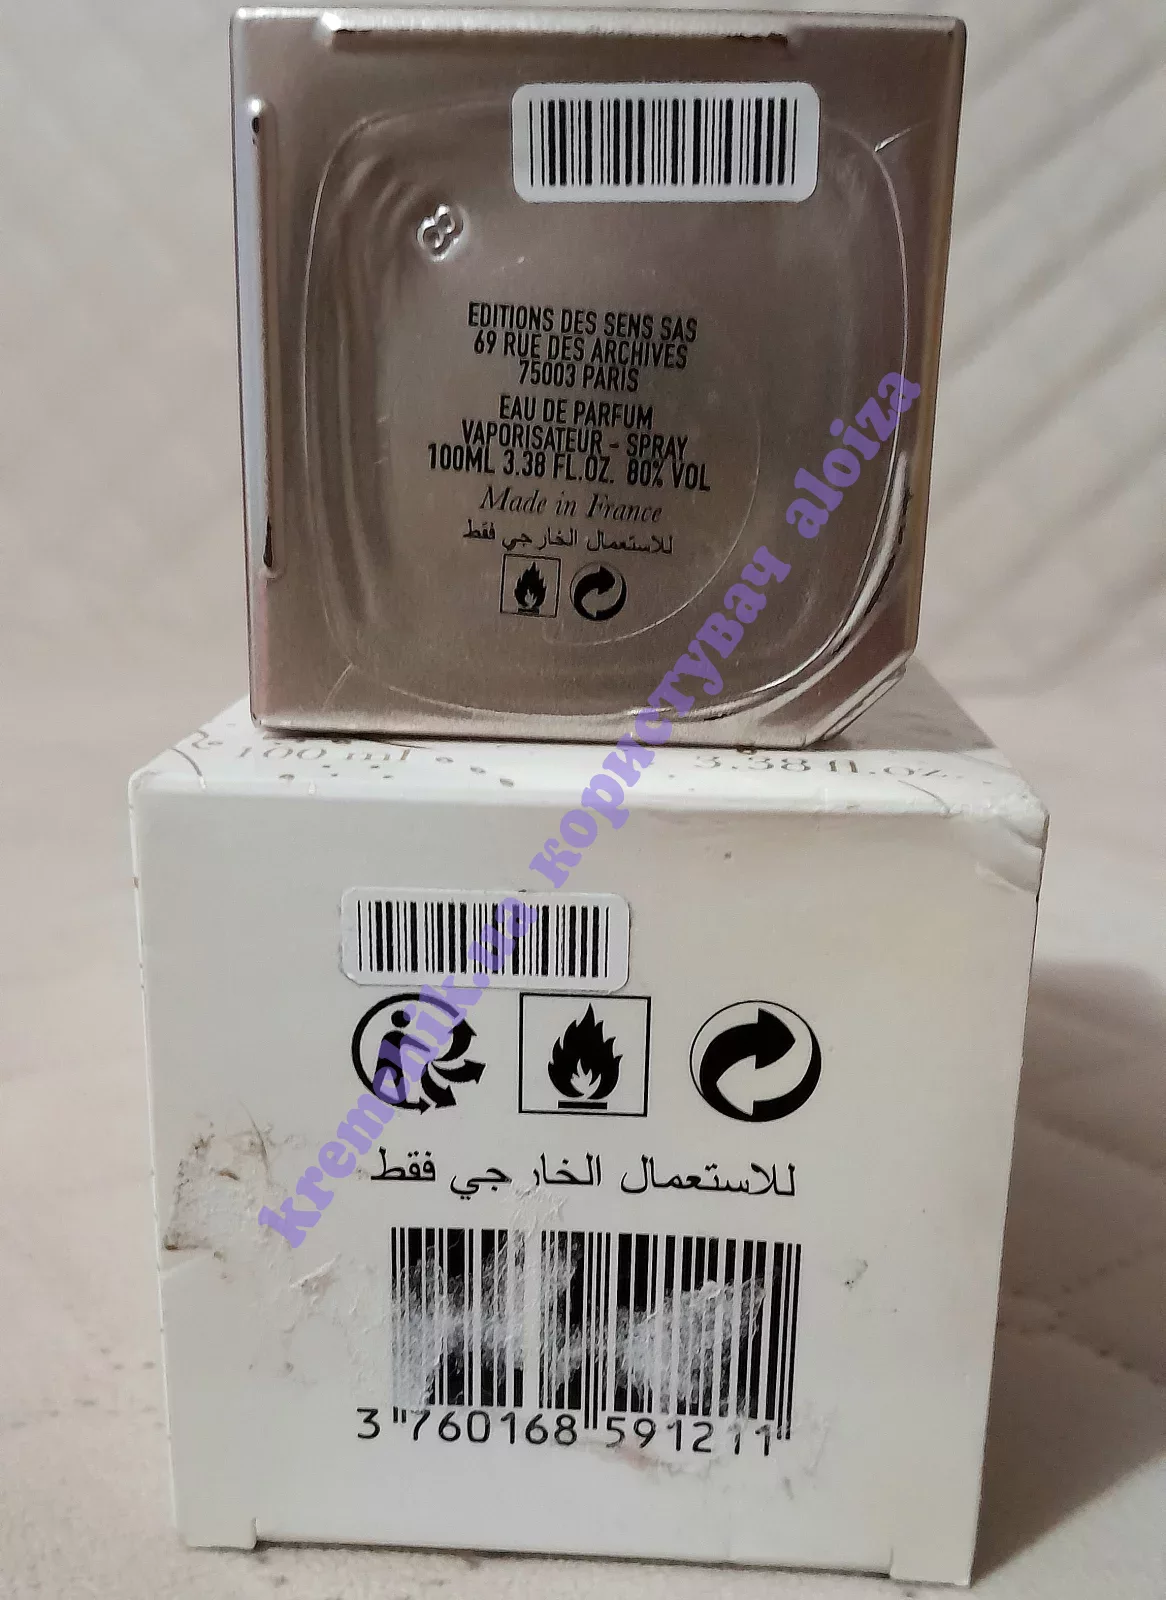 8
EDITIONS DES SENS SAS
69 RUE DES ARCHIVES
75003 PARIS
EAU DE PARFUM
VAPORISATEUR - SPRAY
100ML 3.38 FL.OZ. 80% VOL
Made in France
للاستعمال الخارجي فقط
100 ml
3.38 fl.oz.
للاستعمال الخارجي فقط
3 760168 591211
kremchik.ua користувач aloiza